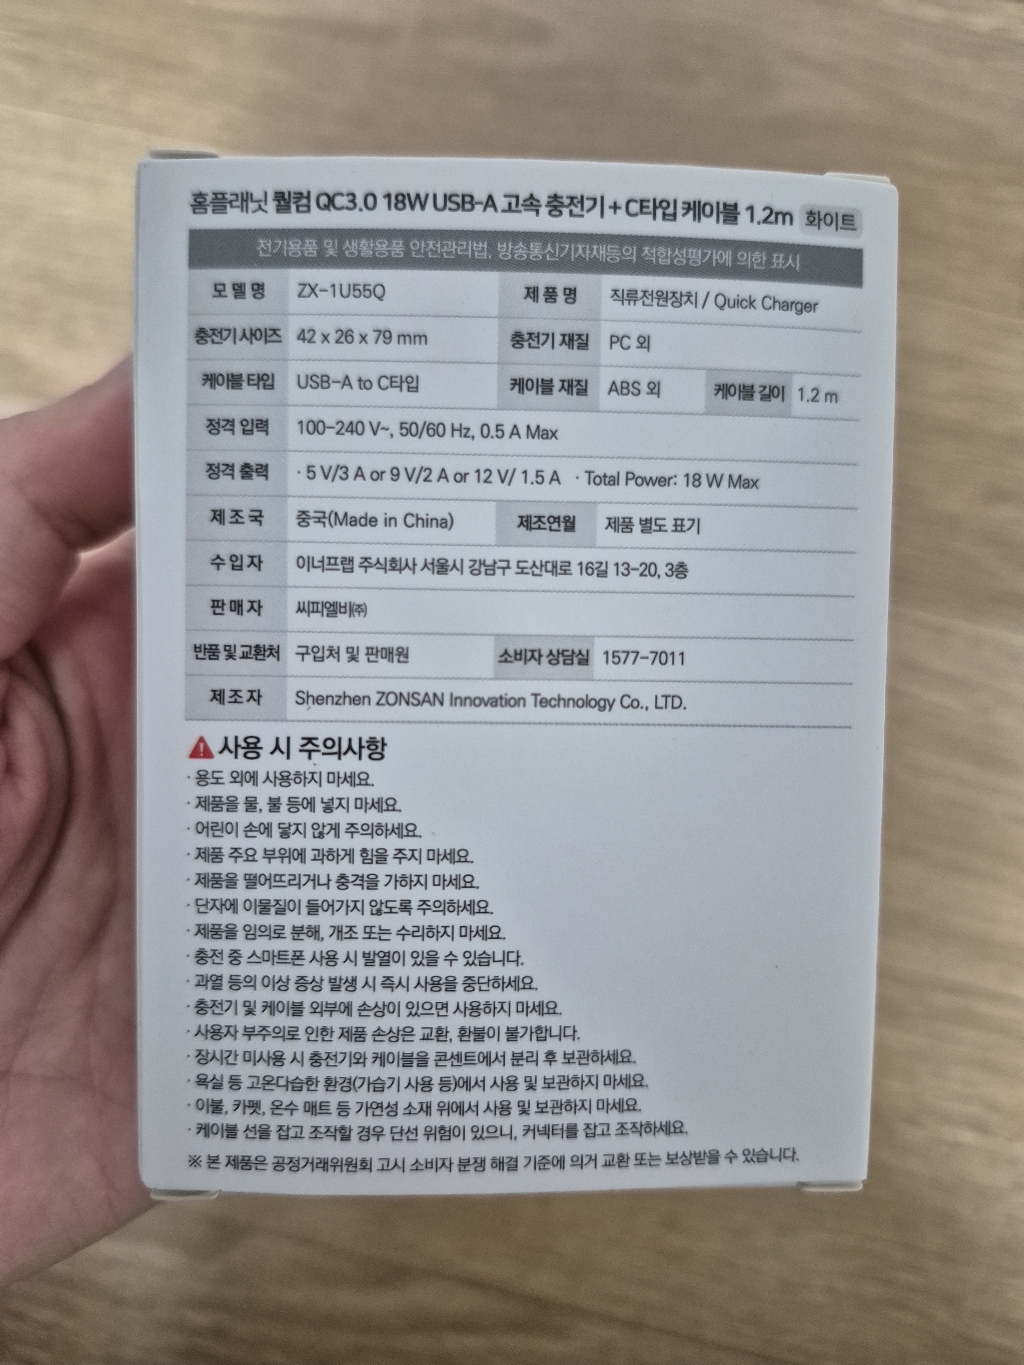 홈플래닛 퀄컴 QC3.0 18W USB-A 고속 충전기 + C타입 케이블 1.2m 화이트
전기용품 및 생활용품 안전관리법, 방송통신기자재등의 적합성평가에 의한 표시
모델명 ZX-1U55Q 제품명 직류전원장치 / Quick Charger
충전기 사이즈 42 x 26 x 79 mm 충전기 재질 PC 외
케이블 타입 USB-A to C타입 케이블 재질 ABS 외 케이블 길이 1.2 m
정격 입력 100-240 V~, 50/60 Hz, 0.5 A Max
정격 출력 · 5 V/3 A or 9 V/2 A or 12 V/ 1.5 A · Total Power: 18 W Max
제조국 중국(Made in China) 제조연월 제품 별도 표기
수입자 이너프랩 주식회사 서울시 강남구 도산대로 16길 13-20, 3층
판매자 씨피엘비㈜
반품 및 교환처 구입처 및 판매원 소비자 상담실 1577-7011
제조자 Shenzhen ZONSAN Innovation Technology Co., LTD.
사용 시 주의사항
· 용도 외에 사용하지 마세요.
· 제품을 물, 불 등에 넣지 마세요.
· 어린이 손에 닿지 않게 주의하세요.
· 제품 주요 부위에 과하게 힘을 주지 마세요.
· 제품을 떨어뜨리거나 충격을 가하지 마세요.
· 단자에 이물질이 들어가지 않도록 주의하세요.
· 제품을 임의로 분해, 개조 또는 수리하지 마세요.
· 충전 중 스마트폰 사용 시 발열이 있을 수 있습니다.
· 과열 등의 이상 증상 발생 시 즉시 사용을 중단하세요.
· 충전기 및 케이블 외부에 손상이 있으면 사용하지 마세요.
· 사용자 부주의로 인한 제품 손상은 교환, 환불이 불가합니다.
· 장시간 미사용 시 충전기와 케이블을 콘센트에서 분리 후 보관하세요.
· 욕실 등 고온다습한 환경(가습기 사용 등)에서 사용 및 보관하지 마세요.
· 이불, 카펫, 온수 매트 등 가연성 소재 위에서 사용 및 보관하지 마세요.
· 케이블 선을 잡고 조작할 경우 단선 위험이 있으니, 커넥터를 잡고 조작하세요.
※ 본 제품은 공정거래위원회 고시 소비자 분쟁 해결 기준에 의거 교환 또는 보상받을 수 있습니다.